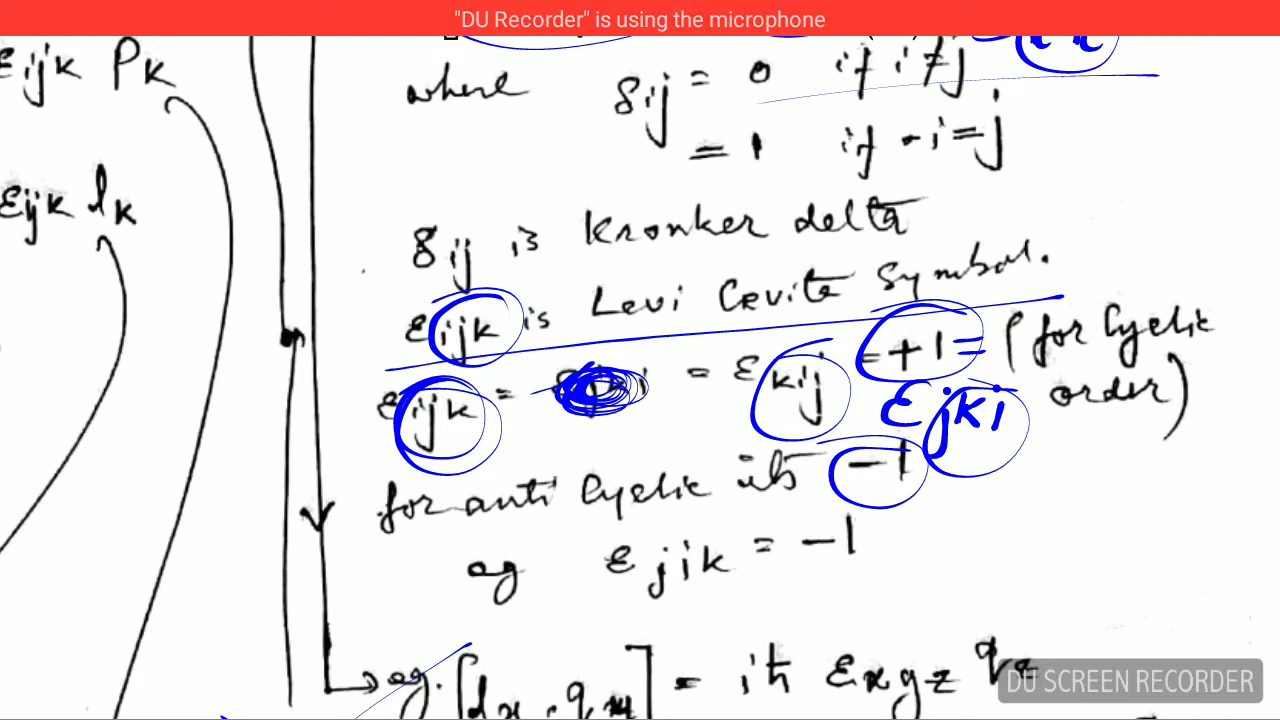 "DU Recorder" is using the microphone
εijk Pk
where δij = 0 if i ≠ j
= 1 if i = j
εijk lk
δij is Kronker delta
εijk is Levi Cevita Symbol.
εijk = = εkij = +1 = (for Cyclic
εjki order)
for anti Cyclic its -1
eg εjik = -1
→ eg. [lx, qy] = iħ εxyz qz
DU SCREEN RECORDER